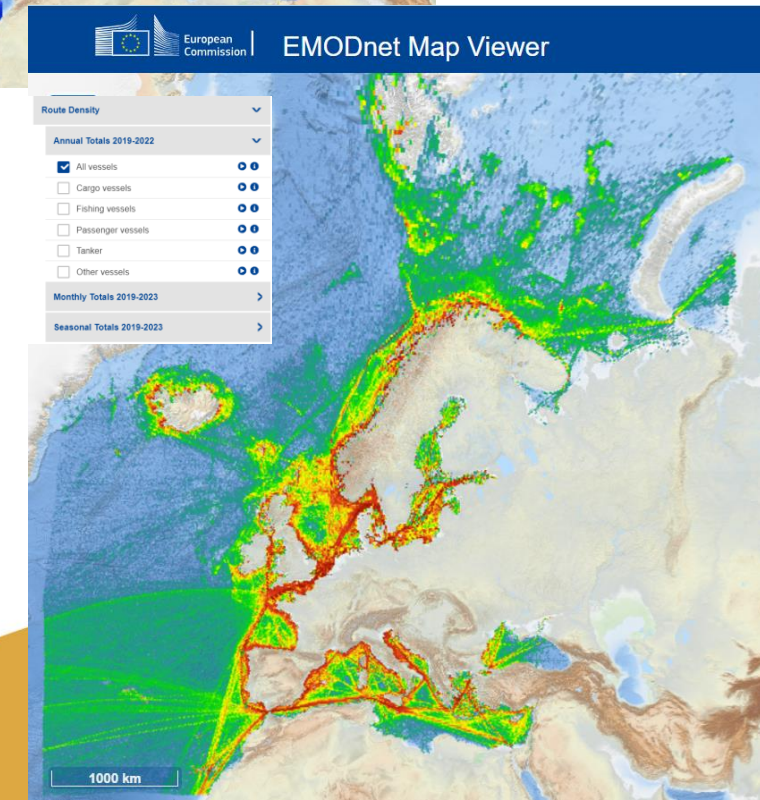 European
Commission
EMODnet Map Viewer
Route Density
Annual Totals 2019-2022
All vessels
Cargo vessels
Fishing vessels
Passenger vessels
Tanker
Other vessels
Monthly Totals 2019-2023
Seasonal Totals 2019-2023
1000 km